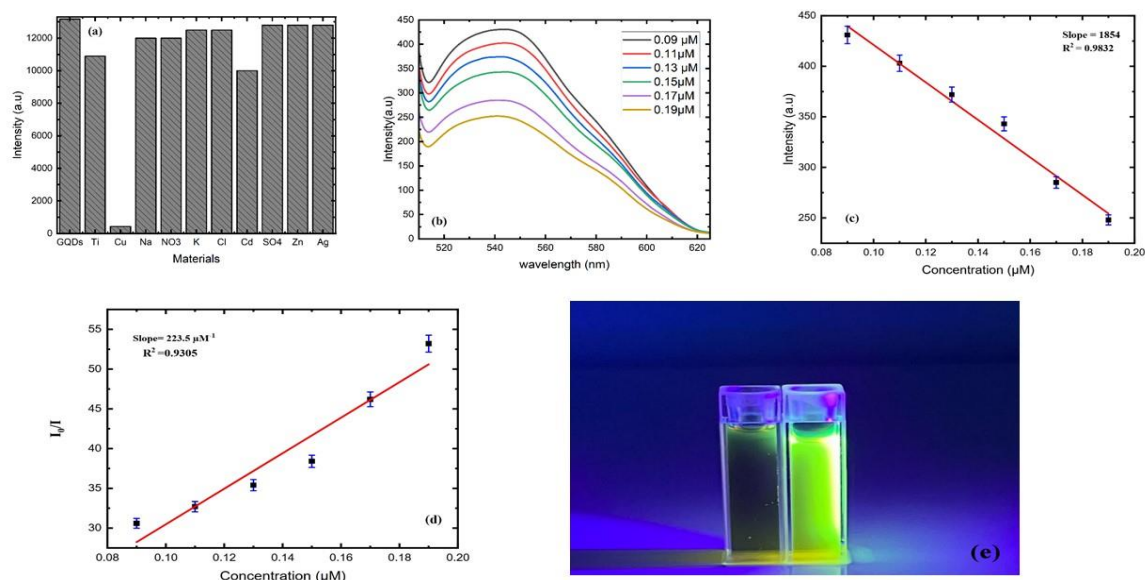 (a)
Intensity (a.u)
12000
10000
8000
6000
4000
2000
0
GQDs Ti Cu Na NO3 K Cl Cd SO4 Zn Ag
Materials
450
400
350
300
250
200
150
100
50
0
Intensity(a.u)
0.09 µM
0.11µM
0.13 µM
0.15µM
0.17µM
0.19µM
(b)
520 540 560 580 600 620
wavelength (nm)
450
400
350
300
250
Intensity (a.u)
Slope = 1854
R² = 0.9832
(c)
0.08 0.10 0.12 0.14 0.16 0.18 0.20
Concentration (µM)
55
50
45
40
35
30
I₀/I
Slope= 223.5 µM⁻¹
R² =0.9305
(d)
0.08 0.10 0.12 0.14 0.16 0.18 0.20
Concentration (µM)
(e)